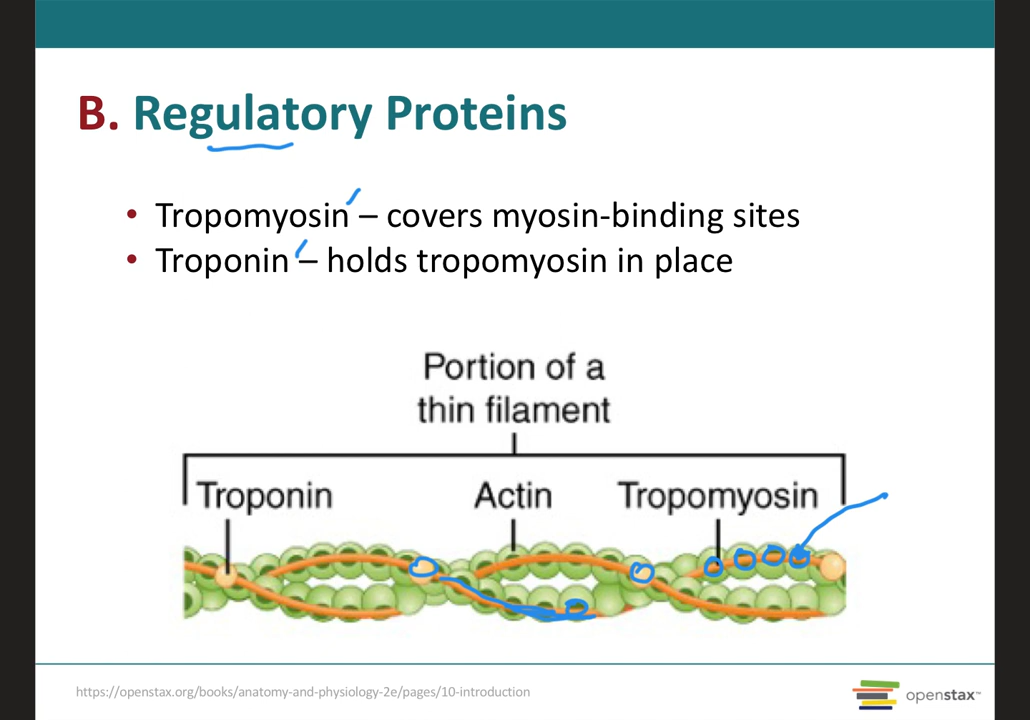 B. Regulatory Proteins
• Tropomyosin – covers myosin-binding sites
• Troponin – holds tropomyosin in place
Portion of a
thin filament
Troponin Actin Tropomyosin
https://openstax.org/books/anatomy-and-physiology-2e/pages/10-introduction
openstax™